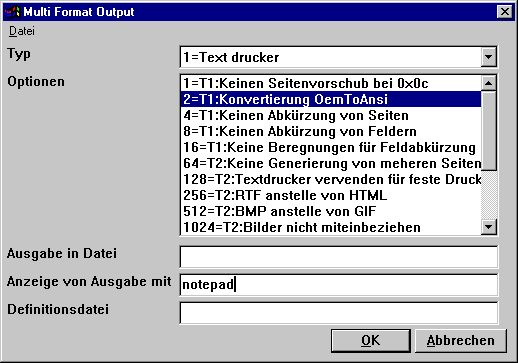 Multi Format Output
Datei
Typ
1=Text drucker
Optionen
1=T1:Keinen Seitenvorschub bei 0x0c
2=T1:Konvertierung OemToAnsi
4=T1:Keinen Abkürzung von Seiten
8=T1:Keinen Abkürzung von Feldern
16=T1:Keine Beregnungen für Feldabkürzung
64=T2:Keine Generierung von meheren Seiten
128=T2:Textdrucker vervenden für feste Druck
256=T2:RTF anstelle von HTML
512=T2:BMP anstelle von GIF
1024=T2:Bilder nicht miteinbeziehen
Ausgabe in Datei
Anzeige von Ausgabe mit
notepad
Definitionsdatei
OK
Abbrechen